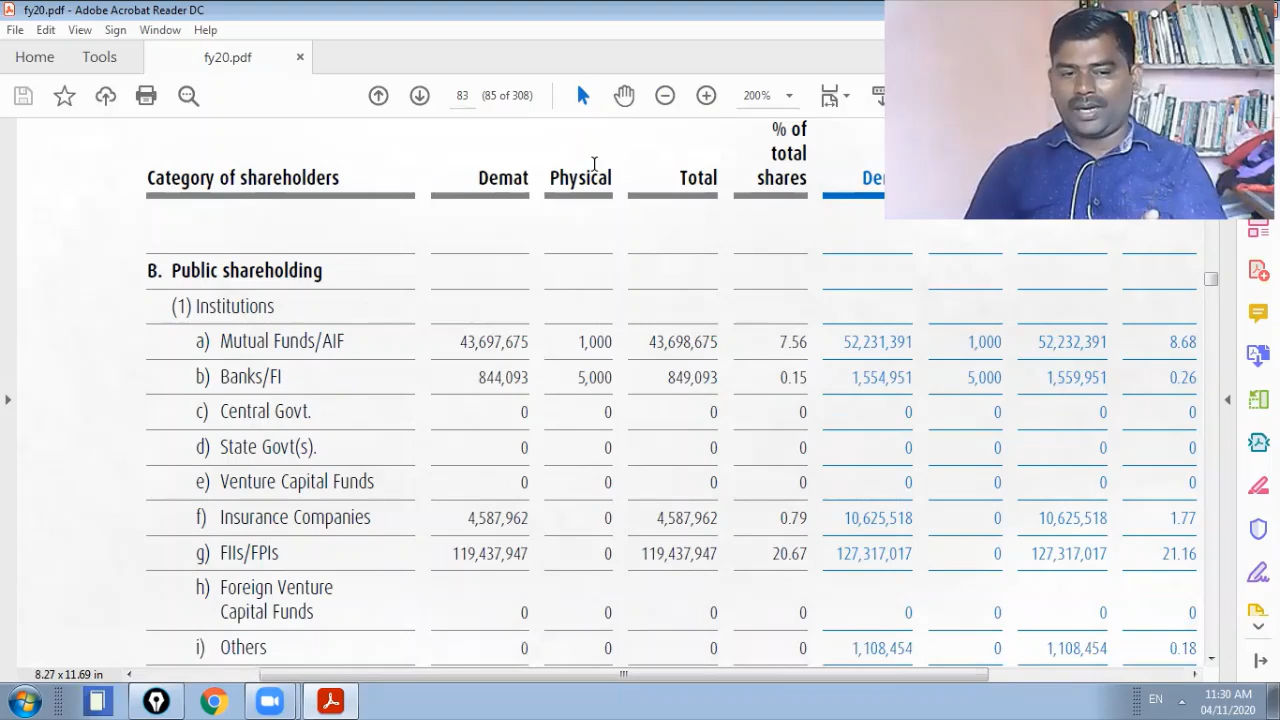 fy20.pdf - Adobe Acrobat Reader DC
File Edit View Sign Window Help
Home Tools fy20.pdf ×
83 (85 of 308) 200%
% of
total
Category of shareholders Demat Physical Total shares
B. Public shareholding
(1) Institutions
a) Mutual Funds/AIF 43,697,675 1,000 43,698,675 7.56 52,231,391 1,000 52,232,391 8.68
b) Banks/FI 844,093 5,000 849,093 0.15 1,554,951 5,000 1,559,951 0.26
c) Central Govt. 0 0 0 0 0 0 0 0
d) State Govt(s). 0 0 0 0 0 0 0 0
e) Venture Capital Funds 0 0 0 0 0 0 0 0
f) Insurance Companies 4,587,962 0 4,587,962 0.79 10,625,518 0 10,625,518 1.77
g) FIIs/FPIs 119,437,947 0 119,437,947 20.67 127,317,017 0 127,317,017 21.16
h) Foreign Venture
Capital Funds 0 0 0 0 0 0 0 0
i) Others 0 0 0 0 1,108,454 0 1,108,454 0.18
8.27 x 11.69 in
EN 11:30 AM
04/11/2020